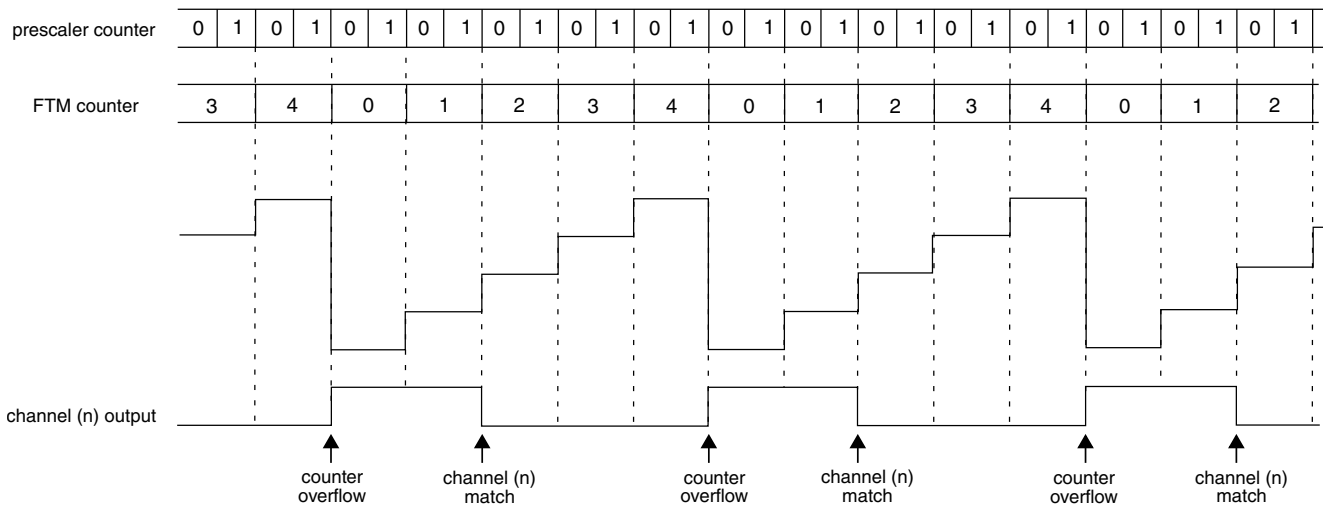 prescaler counter 0 1 0 1 0 1 0 1 0 1 0 1 0 1 0 1 0 1 0 1 0 1 0 1 0 1 0 1 0 1
FTM counter 3 4 0 1 2 3 4 0 1 2 3 4 0 1 2
channel (n) output
counter overflow
channel (n) match
counter overflow
channel (n) match
counter overflow
channel (n) match